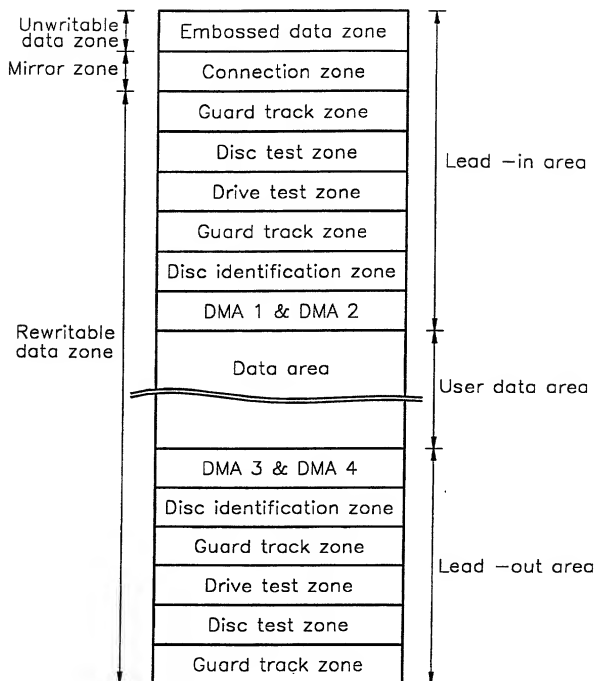 Unwritable
data zone
Embossed data zone
Mirror zone
Connection zone
Guard track zone
Disc test zone
Lead -in area
Drive test zone
Guard track zone
Disc identification zone
DMA 1 & DMA 2
Rewritable
data zone
Data area
User data area
DMA 3 & DMA 4
Disc identification zone
Guard track zone
Lead -out area
Drive test zone
Disc test zone
Guard track zone